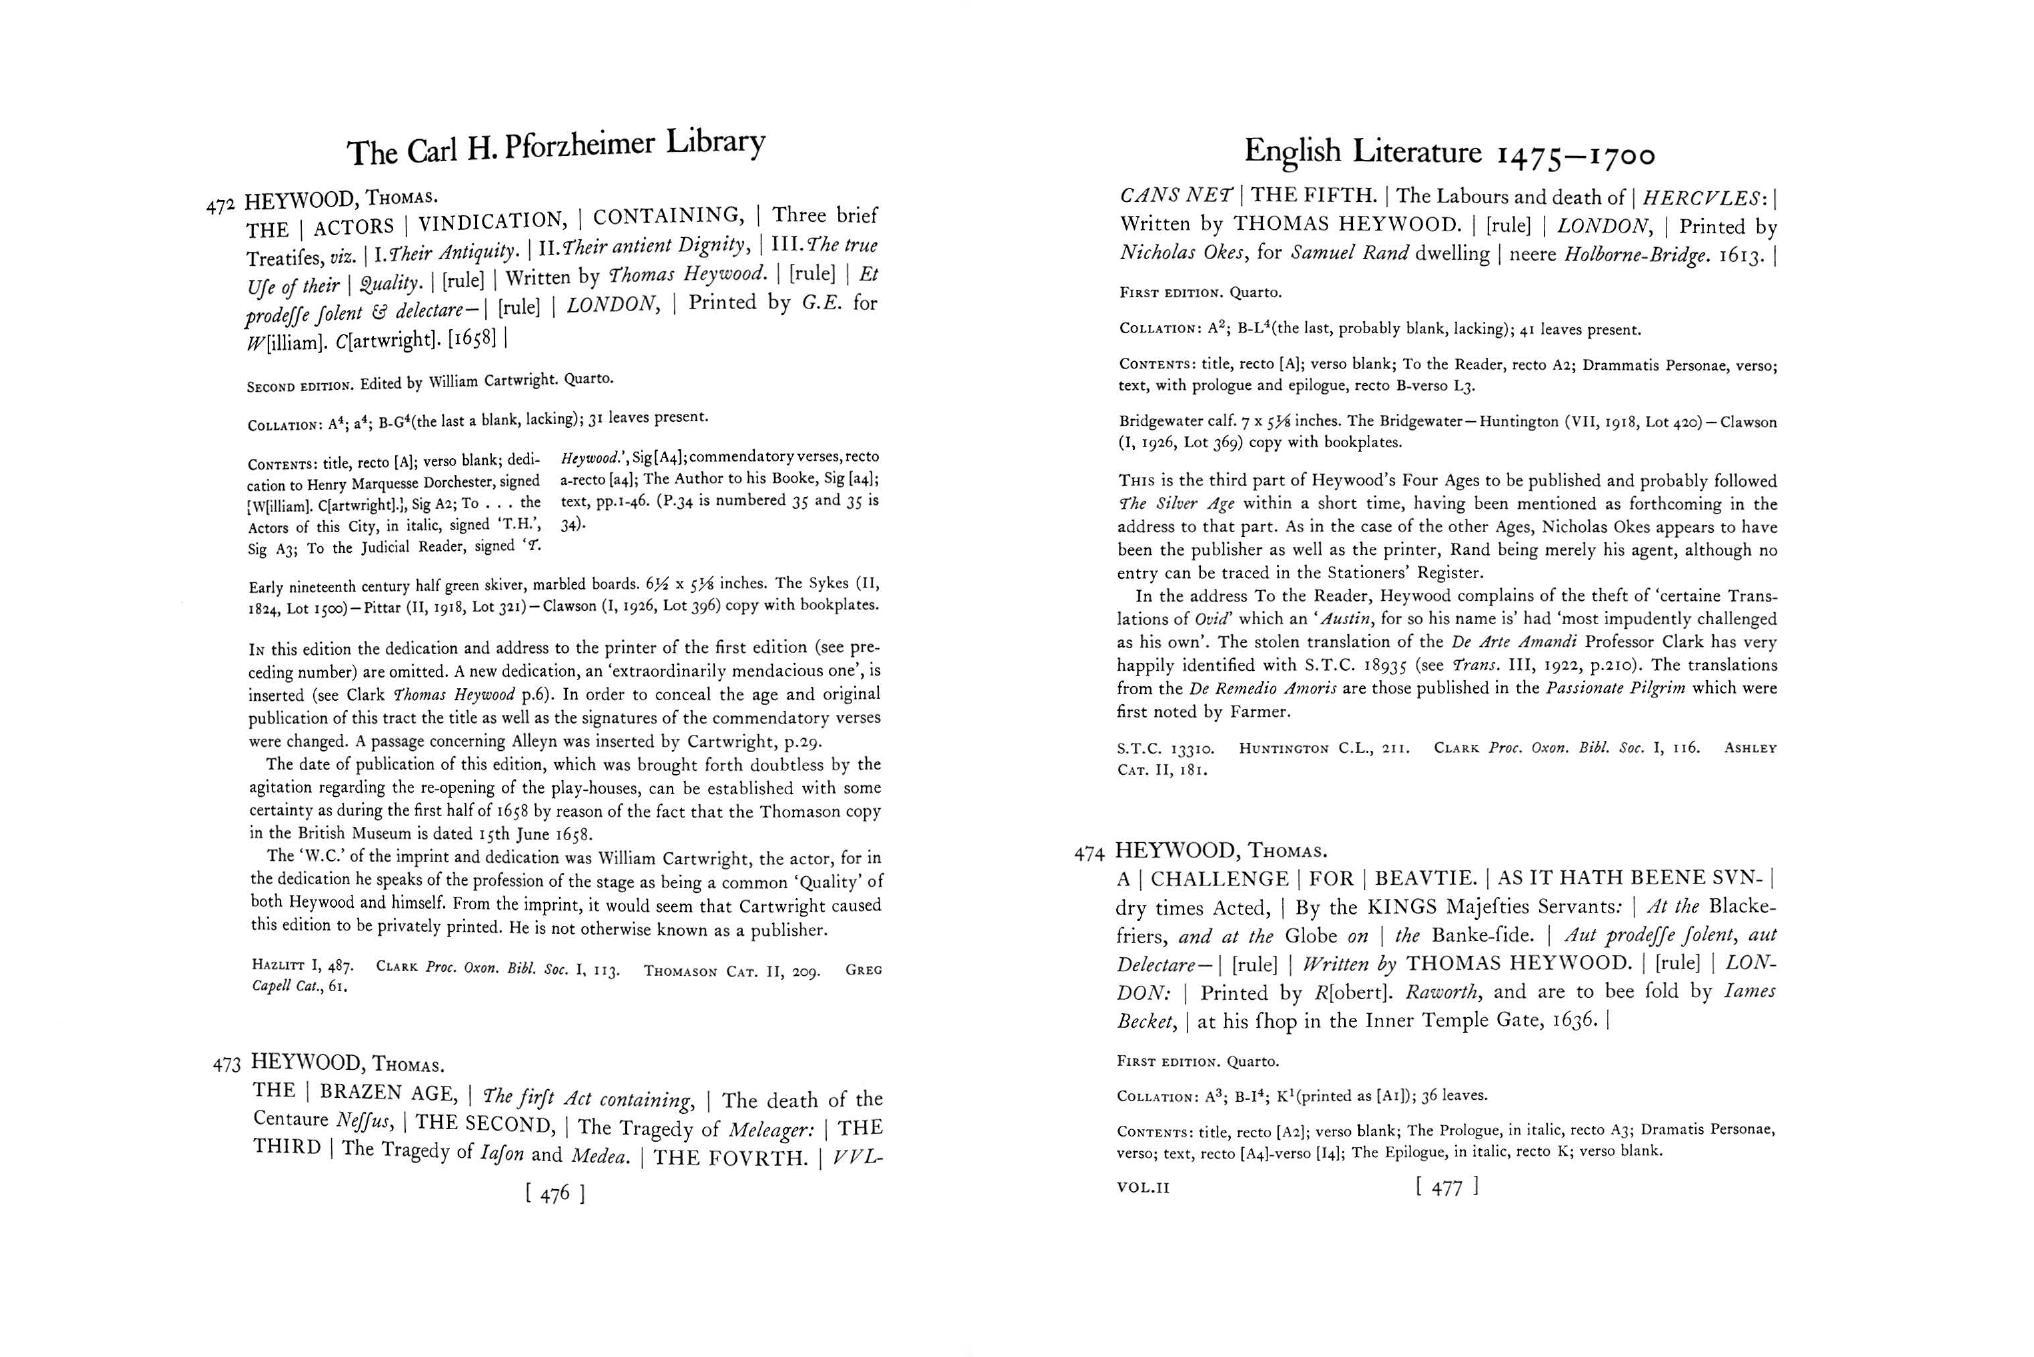 The Carl H. Pforzheimer Library
472 HEYWOOD, THOMAS.
THE | ACTORS | VINDICATION, | CONTAINING, | Three brief
Treatiſes, viz. | I. Their Antiquity. | II. Their antient Dignity, | III. The true
Uſe of their | Quality. | [rule] | Written by Thomas Heywood. | [rule] | Et
prodeſſe ſolent & delectare— | [rule] | LONDON, | Printed by G.E. for
W[illiam]. C[artwright]. [1658] |
SECOND EDITION. Edited by William Cartwright. Quarto.
COLLATION: A⁴; a⁴; B-G⁴(the last a blank, lacking); 31 leaves present.
CONTENTS: title, recto [A]; verso blank; dedi-
cation to Henry Marquesse Dorchester, signed
[W[illiam]. C[artwright].], Sig A2; To . . . the
Actors of this City, in italic, signed ‘T.H.’,
Sig A3; To the Judicial Reader, signed ‘T.
Heywood.’, Sig [A4]; commendatory verses, recto
a-recto [a4]; The Author to his Booke, Sig [a4];
text, pp.1-46. (P.34 is numbered 35 and 35 is
34).
Early nineteenth century half green skiver, marbled boards. 6½ x 5⅛ inches. The Sykes (II,
1824, Lot 1500)—Pittar (II, 1918, Lot 321)—Clawson (I, 1926, Lot 396) copy with bookplates.
IN this edition the dedication and address to the printer of the first edition (see pre-
ceding number) are omitted. A new dedication, an ‘extraordinarily mendacious one’, is
inserted (see Clark Thomas Heywood p.6). In order to conceal the age and original
publication of this tract the title as well as the signatures of the commendatory verses
were changed. A passage concerning Alleyn was inserted by Cartwright, p.29.
The date of publication of this edition, which was brought forth doubtless by the
agitation regarding the re-opening of the play-houses, can be established with some
certainty as during the first half of 1658 by reason of the fact that the Thomason copy
in the British Museum is dated 15th June 1658.
The ‘W.C.’ of the imprint and dedication was William Cartwright, the actor, for in
the dedication he speaks of the profession of the stage as being a common ‘Quality’ of
both Heywood and himself. From the imprint, it would seem that Cartwright caused
this edition to be privately printed. He is not otherwise known as a publisher.
HAZLITT I, 487. CLARK Proc. Oxon. Bibl. Soc. I, 113. THOMASON CAT. II, 209. GREG
Capell Cat., 61.
473 HEYWOOD, THOMAS.
THE | BRAZEN AGE, | The firſt Act containing, | The death of the
Centaure Neſſus, | THE SECOND, | The Tragedy of Meleager: | THE
THIRD | The Tragedy of Iaſon and Medea. | THE FOVRTH. | VVL-
[ 476 ]
English Literature 1475—1700
CANS NET | THE FIFTH. | The Labours and death of | HERCVLES: |
Written by THOMAS HEYWOOD. | [rule] | LONDON, | Printed by
Nicholas Okes, for Samuel Rand dwelling | neere Holborne-Bridge. 1613. |
FIRST EDITION. Quarto.
COLLATION: A²; B-L⁴(the last, probably blank, lacking); 41 leaves present.
CONTENTS: title, recto [A]; verso blank; To the Reader, recto A2; Drammatis Personae, verso;
text, with prologue and epilogue, recto B-verso L3.
Bridgewater calf. 7 x 5⅛ inches. The Bridgewater—Huntington (VII, 1918, Lot 420)—Clawson
(I, 1926, Lot 369) copy with bookplates.
THIS is the third part of Heywood’s Four Ages to be published and probably followed
The Silver Age within a short time, having been mentioned as forthcoming in the
address to that part. As in the case of the other Ages, Nicholas Okes appears to have
been the publisher as well as the printer, Rand being merely his agent, although no
entry can be traced in the Stationers’ Register.
In the address To the Reader, Heywood complains of the theft of ‘certaine Trans-
lations of Ovid’ which an ‘Austin, for so his name is’ had ‘most impudently challenged
as his own’. The stolen translation of the De Arte Amandi Professor Clark has very
happily identified with S.T.C. 18935 (see Trans. III, 1922, p.210). The translations
from the De Remedio Amoris are those published in the Passionate Pilgrim which were
first noted by Farmer.
S.T.C. 13310. HUNTINGTON C.L., 211. CLARK Proc. Oxon. Bibl. Soc. I, 116. ASHLEY
CAT. II, 181.
474 HEYWOOD, THOMAS.
A | CHALLENGE | FOR | BEAVTIE. | AS IT HATH BEENE SVN- |
dry times Acted, | By the KINGS Majeſties Servants: | At the Blacke-
friers, and at the Globe on | the Banke-ſide. | Aut prodeſſe ſolent, aut
Delectare— | [rule] | Written by THOMAS HEYWOOD. | [rule] | LON-
DON: | Printed by R[obert]. Raworth, and are to bee ſold by Iames
Becket, | at his ſhop in the Inner Temple Gate, 1636. |
FIRST EDITION. Quarto.
COLLATION: A³; B-I⁴; K¹(printed as [A1]); 36 leaves.
CONTENTS: title, recto [A2]; verso blank; The Prologue, in italic, recto A3; Dramatis Personae,
verso; text, recto [A4]-verso [I4]; The Epilogue, in italic, recto K; verso blank.
VOL.II
[ 477 ]